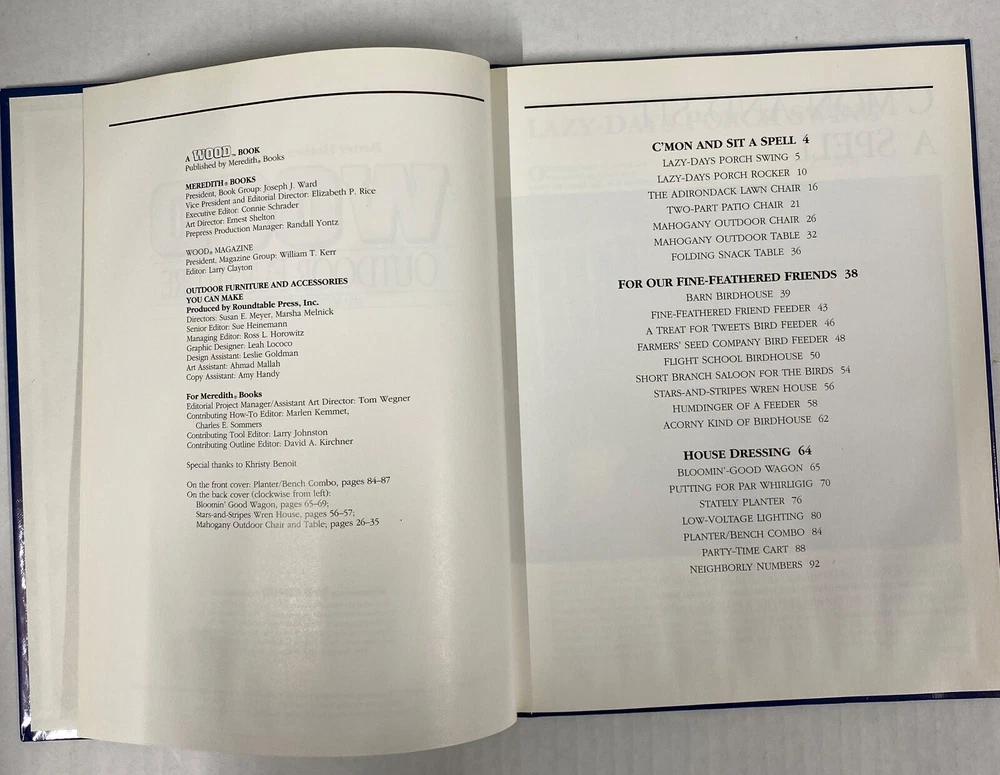 A WOOD™ BOOK
Published by Meredith® Books
MEREDITH® BOOKS
President, Book Group: Joseph J. Ward
Vice President and Editorial Director: Elizabeth P. Rice
Executive Editor: Connie Schrader
Art Director: Ernest Shelton
Prepress Production Manager: Randall Yontz
WOOD® MAGAZINE
President, Magazine Group: William T. Kerr
Editor: Larry Clayton
OUTDOOR FURNITURE AND ACCESSORIES
YOU CAN MAKE
Produced by Roundtable Press, Inc.
Directors: Susan E. Meyer, Marsha Melnick
Senior Editor: Sue Heinemann
Managing Editor: Ross L. Horowitz
Graphic Designer: Leah Lococo
Design Assistant: Leslie Goldman
Art Assistant: Ahmad Mallah
Copy Assistant: Amy Handy
For Meredith® Books
Editorial Project Manager/Assistant Art Director: Tom Wegner
Contributing How-To Editor: Marlen Kemmet,
Charles E. Sommers
Contributing Tool Editor: Larry Johnston
Contributing Outline Editor: David A. Kirchner
Special thanks to Khristy Benoit
On the front cover: Planter/Bench Combo, pages 84–87
On the back cover (clockwise from left):
Bloomin' Good Wagon, pages 65–69;
Stars-and-Stripes Wren House, pages 56–57;
Mahogany Outdoor Chair and Table; pages 26–35
C'MON AND SIT A SPELL 4
LAZY-DAYS PORCH SWING 5
LAZY-DAYS PORCH ROCKER 10
THE ADIRONDACK LAWN CHAIR 16
TWO-PART PATIO CHAIR 21
MAHOGANY OUTDOOR CHAIR 26
MAHOGANY OUTDOOR TABLE 32
FOLDING SNACK TABLE 36
FOR OUR FINE-FEATHERED FRIENDS 38
BARN BIRDHOUSE 39
FINE-FEATHERED FRIEND FEEDER 43
A TREAT FOR TWEETS BIRD FEEDER 46
FARMERS' SEED COMPANY BIRD FEEDER 48
FLIGHT SCHOOL BIRDHOUSE 50
SHORT BRANCH SALOON FOR THE BIRDS 54
STARS-AND-STRIPES WREN HOUSE 56
HUMDINGER OF A FEEDER 58
ACORNY KIND OF BIRDHOUSE 62
HOUSE DRESSING 64
BLOOMIN'-GOOD WAGON 65
PUTTING FOR PAR WHIRLIGIG 70
STATELY PLANTER 76
LOW-VOLTAGE LIGHTING 80
PLANTER/BENCH COMBO 84
PARTY-TIME CART 88
NEIGHBORLY NUMBERS 92